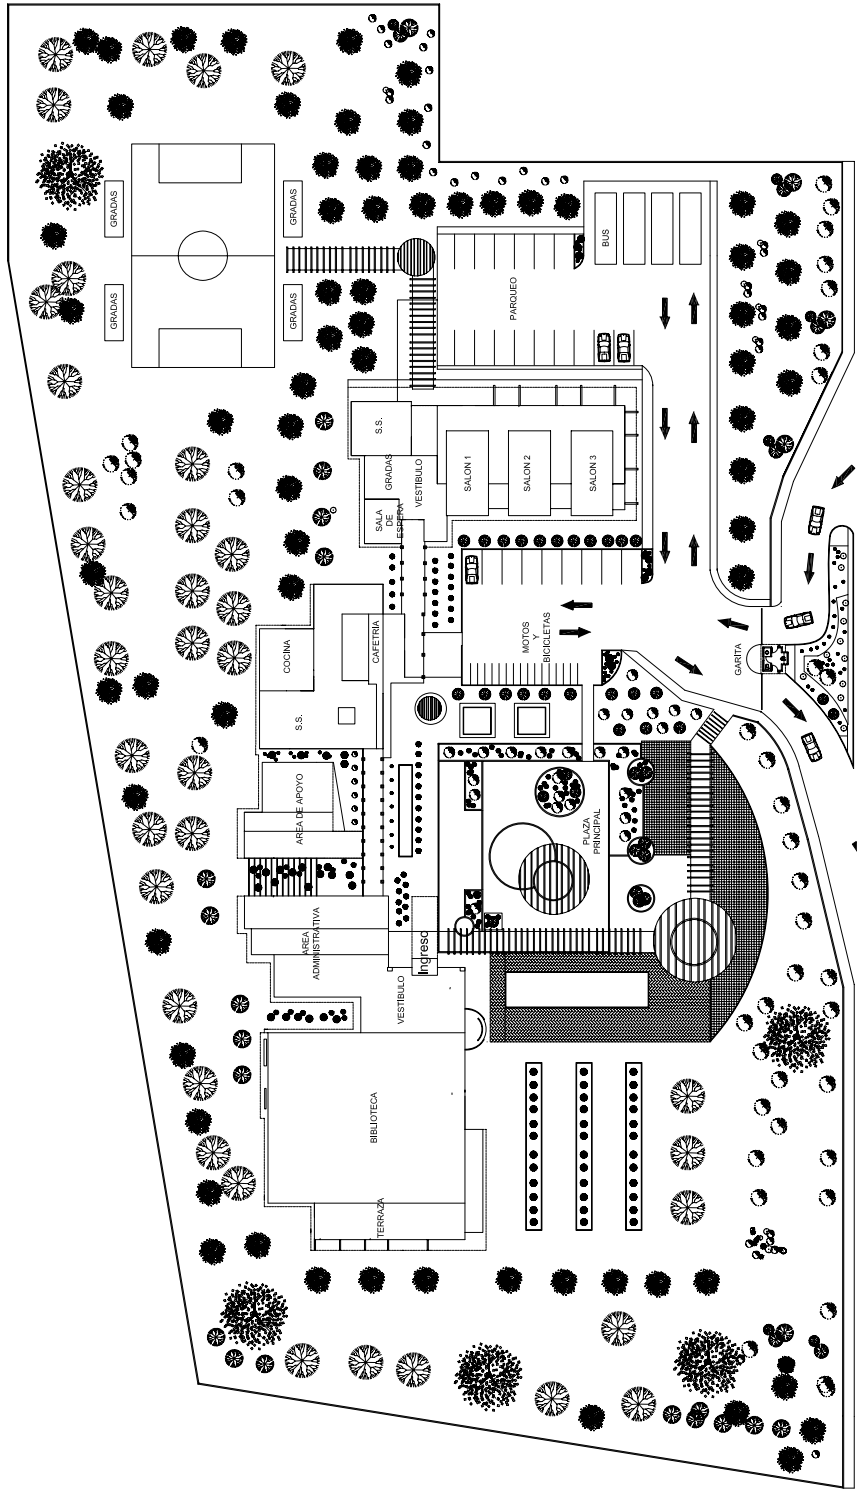 GRADAS
GRADAS
GRADAS
GRADAS
BUS
PARQUEO
S.S.
GRADAS
VESTIBULO
SALON 1
SALON 2
SALON 3
SALA
DE
ESPERA
MOTOS
Y
BICICLETAS
COCINA
CAFETRIA
GARITA
S.S.
AREA DE APOYO
PLAZA
PRINCIPAL
AREA
ADMINISTRATIVA
Ingreso
VESTIBULO
BIBLIOTECA
TERRAZA